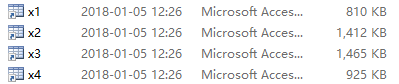 x1 2018-01-05 12:26 Microsoft Acces... 810 KB
x2 2018-01-05 12:26 Microsoft Acces... 1,412 KB
x3 2018-01-05 12:26 Microsoft Acces... 1,465 KB
x4 2018-01-05 12:26 Microsoft Acces... 925 KB